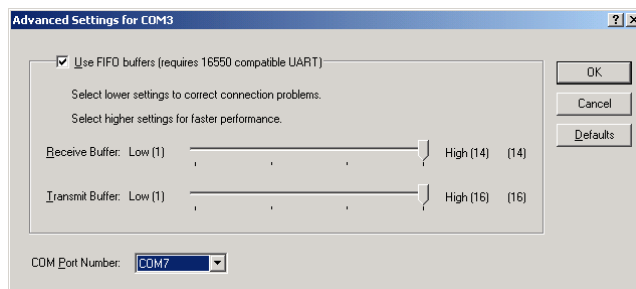 Advanced Settings for COM3
Use FIFO buffers (requires 16550 compatible UART)
OK
Select lower settings to correct connection problems.
Cancel
Select higher settings for faster performance.
Defaults
Receive Buffer: Low (1) High (14) (14)
Transmit Buffer: Low (1) High (16) (16)
COM Port Number: COM7